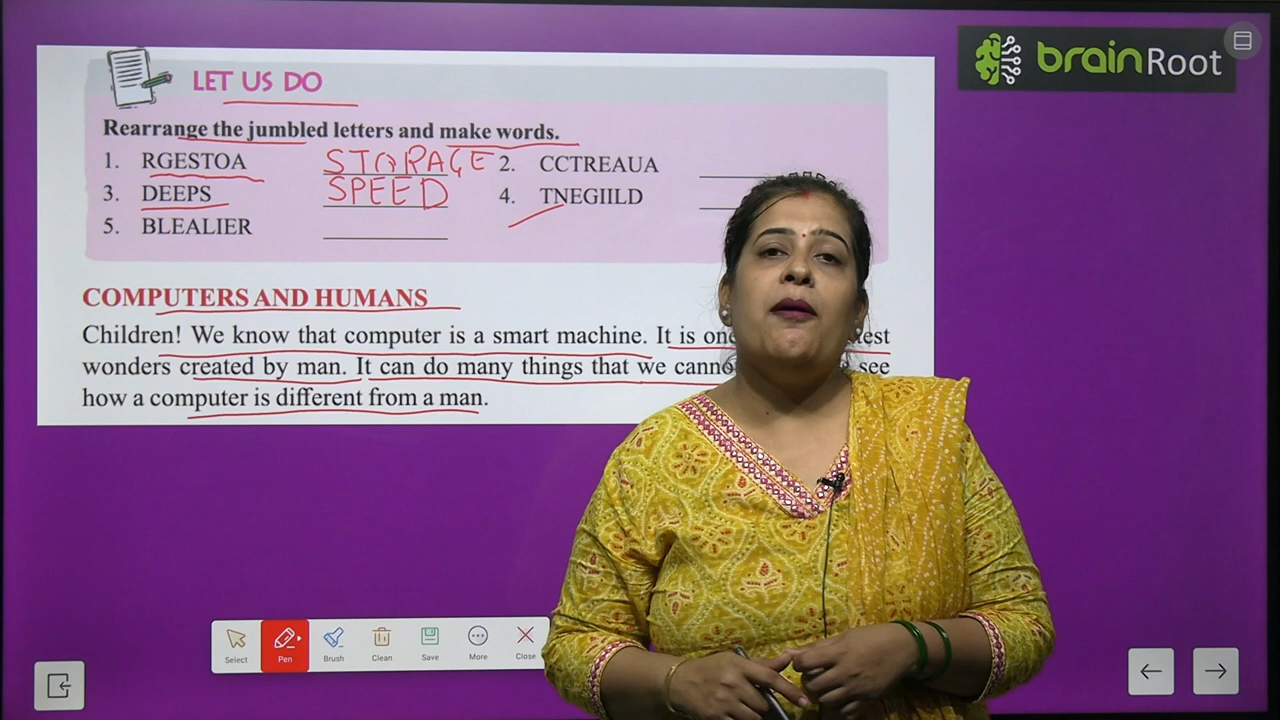 brainRoot
LET US DO
Rearrange the jumbled letters and make words.
1. RGESTOA STORAGE 2. CCTREAUA
3. DEEPS SPEED 4. TNEGIILD
5. BLEALIER
COMPUTERS AND HUMANS
Children! We know that computer is a smart machine. It is one
wonders created by man. It can do many things that we see
how a computer is different from a man.
Select Pen Brush Clean Save More Close